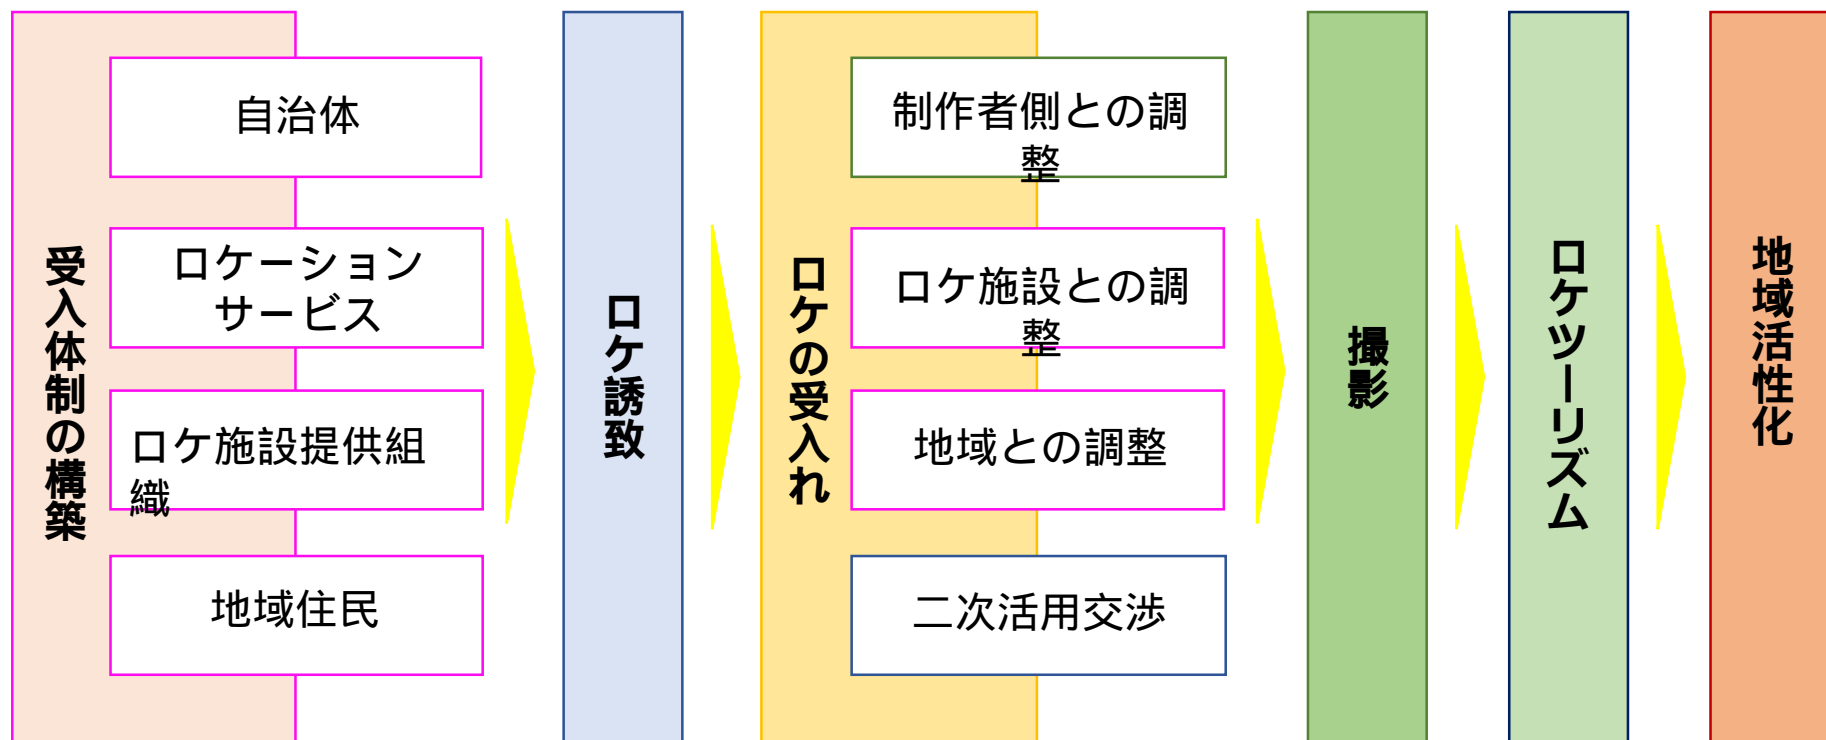 受入体制の構築
自治体
ロケーション
サービス
ロケ施設提供組
織
地域住民
ロケ誘致
ロケの受入れ
制作者側との調
整
ロケ施設との調
整
地域との調整
二次活用交渉
撮影
ロケツーリズム
地域活性化